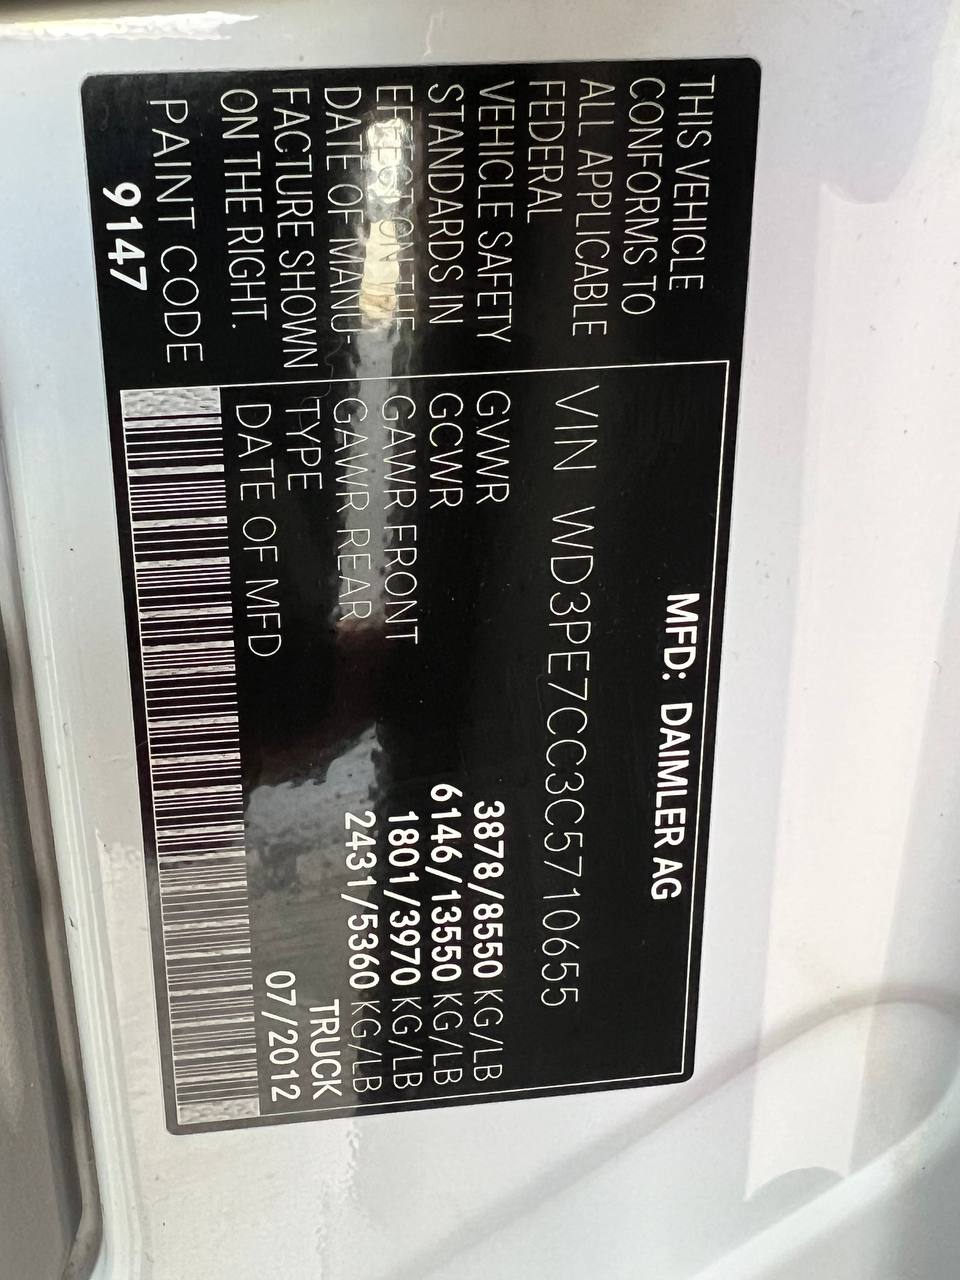 THIS VEHICLE
CONFORMS TO
ALL APPLICABLE
FEDERAL
VEHICLE SAFETY
STANDARDS IN
EFFECT ON THE
DATE OF MANU-
FACTURE SHOWN
ON THE RIGHT.
PAINT CODE
9147
MFD: DAIMLER AG
VIN WD3PE7CC3C5710655
GVWR 3878/8550 KG/LB
GCWR 6146/13550 KG/LB
GAWR FRONT 1801/3970 KG/LB
GAWR REAR 2431/5360 KG/LB
TYPE TRUCK
DATE OF MFD 07/2012